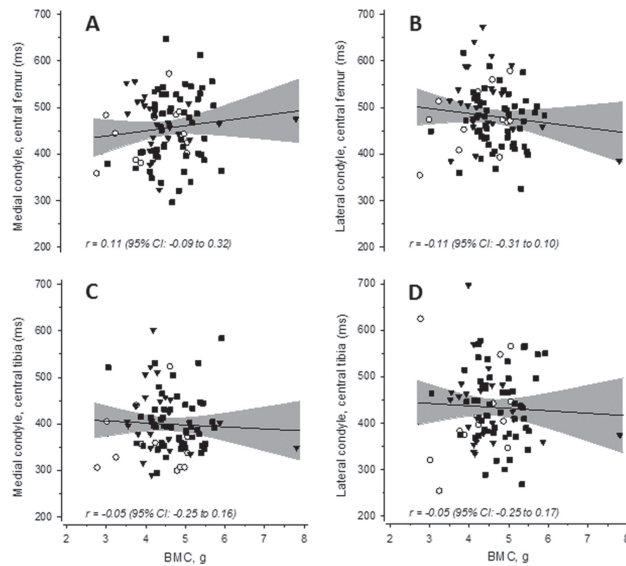 A
Medial condyle, central femur (ms)
700
600
500
400
300
200
r = 0.11 (95% CI: -0.09 to 0.32)
B
Lateral condyle, central femur (ms)
700
600
500
400
300
200
r = -0.11 (95% CI: -0.31 to 0.10)
C
Medial condyle, central tibia (ms)
700
600
500
400
300
200
r = -0.05 (95% CI: -0.25 to 0.16)
2 3 4 5 6 7 8
BMC, g
D
Lateral condyle, central tibia (ms)
700
600
500
400
300
200
r = -0.05 (95% CI: -0.25 to 0.17)
2 3 4 5 6 7 8
BMC, g